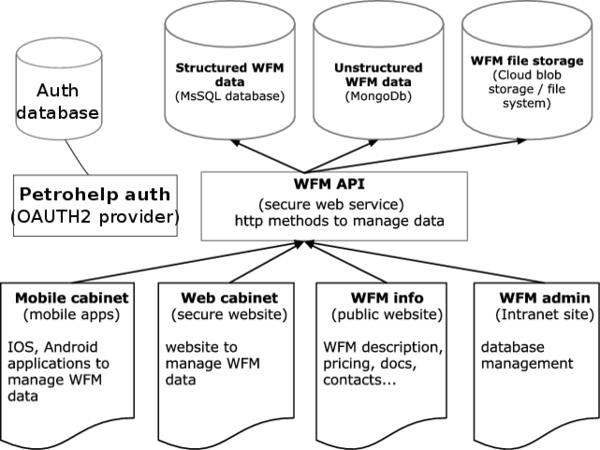 Auth
database
Structured WFM
data
(MsSQL database)
Unstructured
WFM data
(MongoDb)
WFM file storage
(Cloud blob
storage / file
system)
Petrohelp auth
(OAUTH2 provider)
WFM API
(secure web service)
http methods to manage data
Mobile cabinet
(mobile apps)
IOS, Android
applications to
manage WFM
data
Web cabinet
(secure website)
website to
manage WFM
data
WFM info
(public website)
WFM description,
pricing, docs,
contacts...
WFM admin
(Intranet site)
database
management